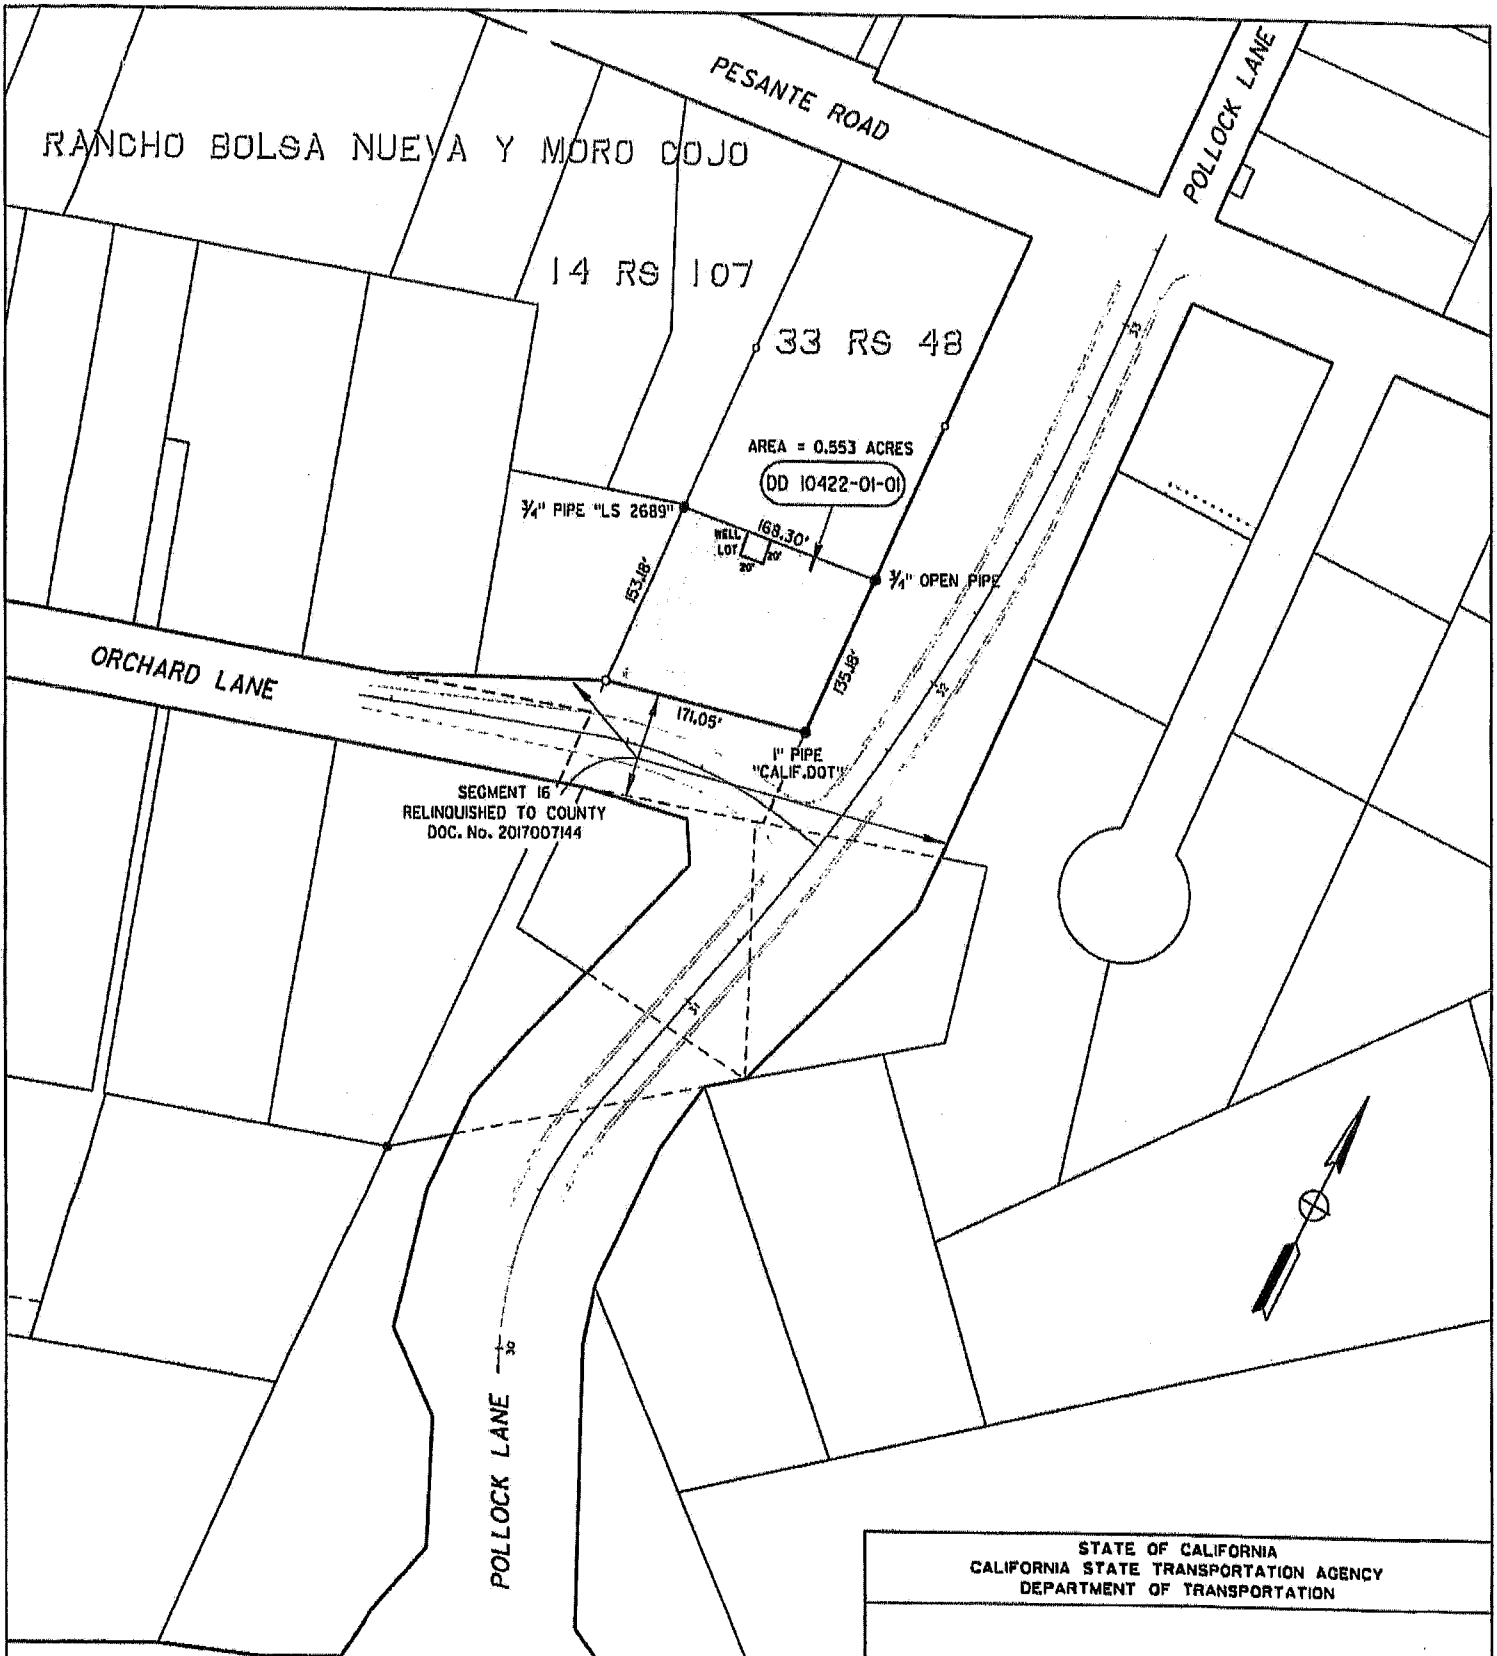 PESANTE ROAD
POLLOCK LANE
RANCHO BOLSA NUEVA Y MORO COJO
14 RS 107
33 RS 48
33
AREA = 0.553 ACRES
DD 10422-01-01
3/4" PIPE "LS 2689"
168.30'
WELL
LOT
20'
20'
3/4" OPEN PIPE
153.18'
135.18'
ORCHARD LANE
32
171.05'
1" PIPE
"CALIF.DOT"
SEGMENT 16
RELINQUISHED TO COUNTY
DOC. No. 2017007144
31
30
POLLOCK LANE
STATE OF CALIFORNIA
CALIFORNIA STATE TRANSPORTATION AGENCY
DEPARTMENT OF TRANSPORTATION